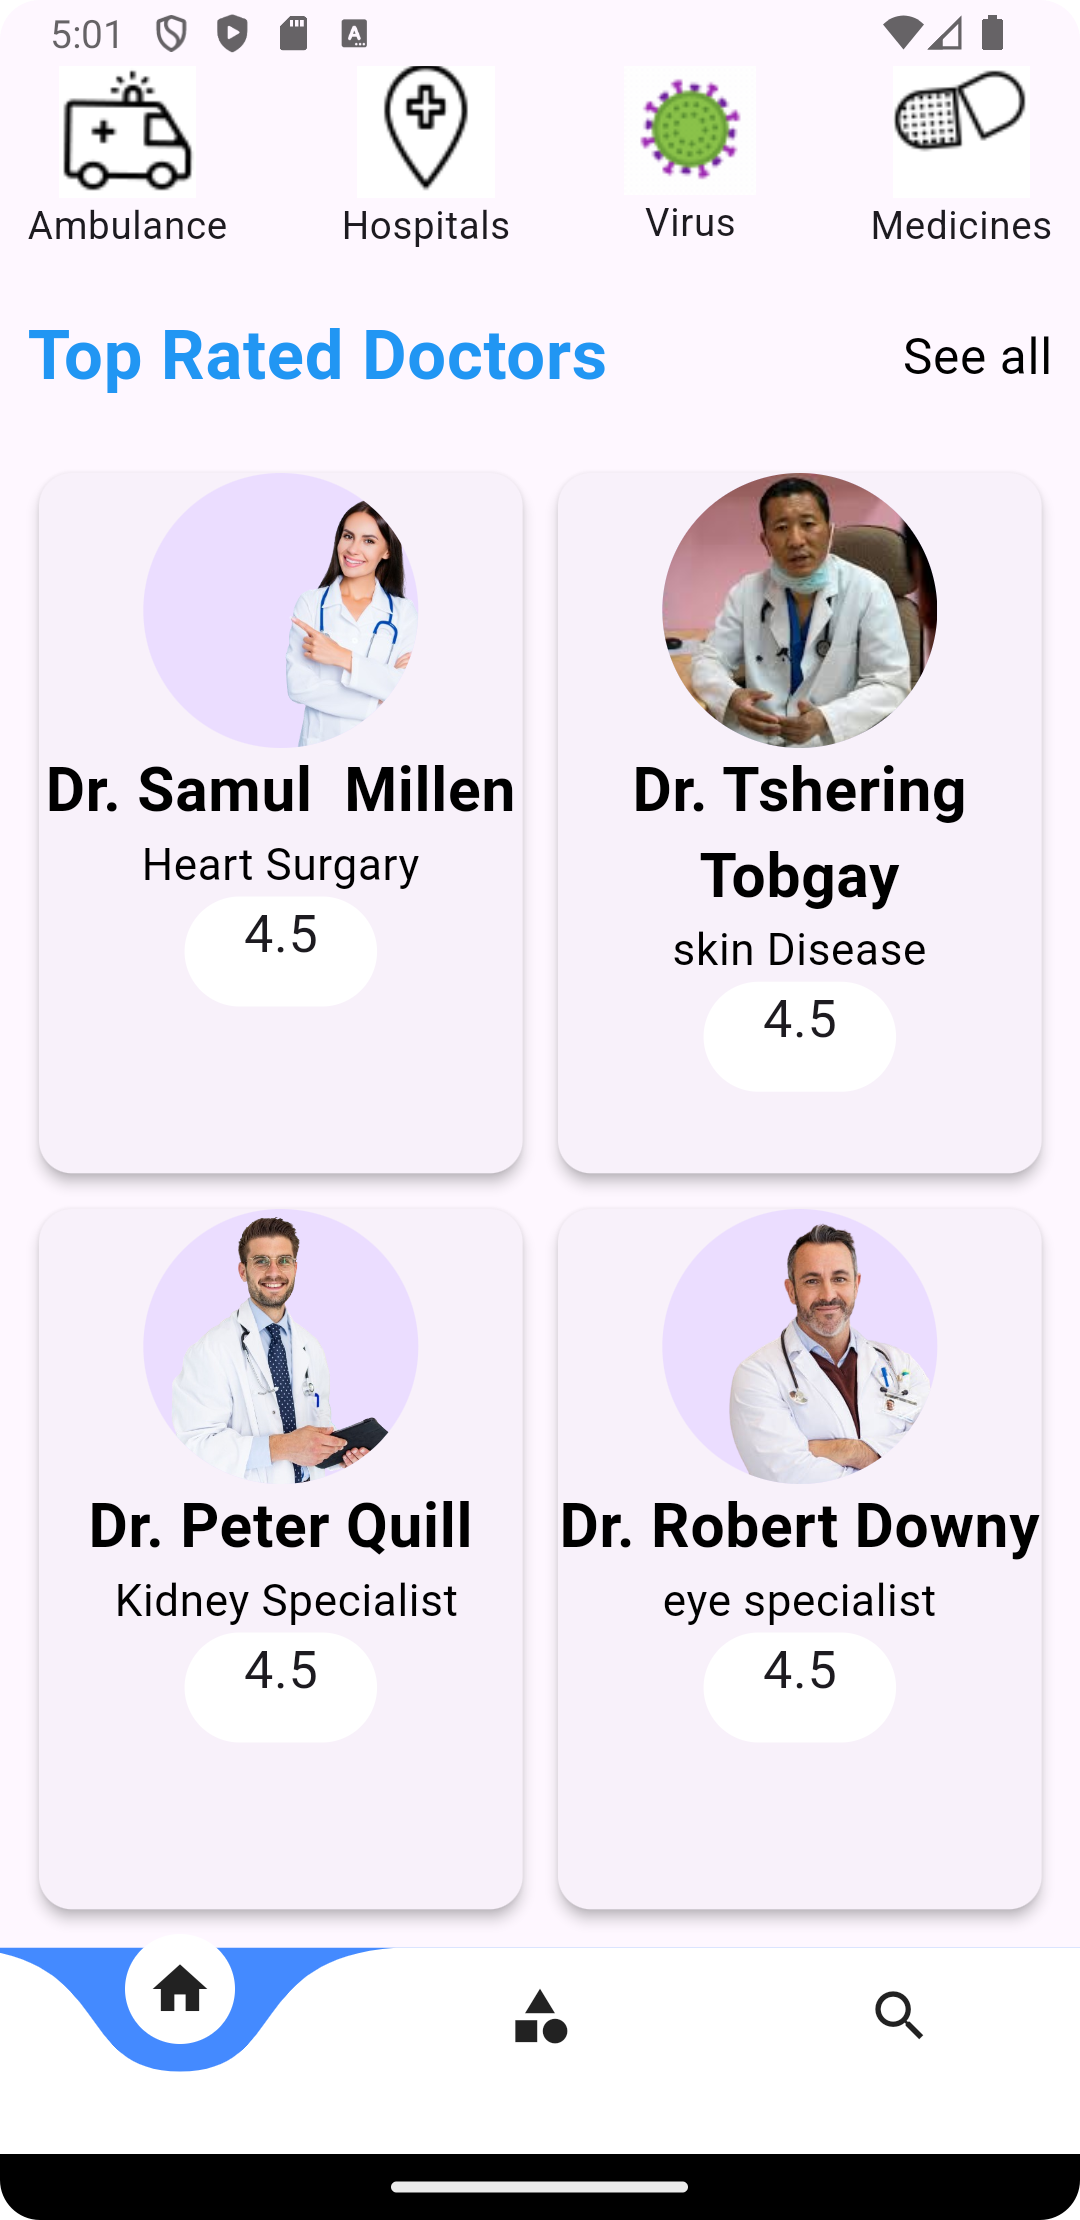 5:01
Ambulance Hospitals Virus Medicines
Top Rated Doctors See all
Dr. Samul  Millen
Heart Surgary
4.5
Dr. Tshering
Tobgay
skin Disease
4.5
Dr. Peter Quill
Kidney Specialist
4.5
Dr. Robert Downy
eye specialist
4.5